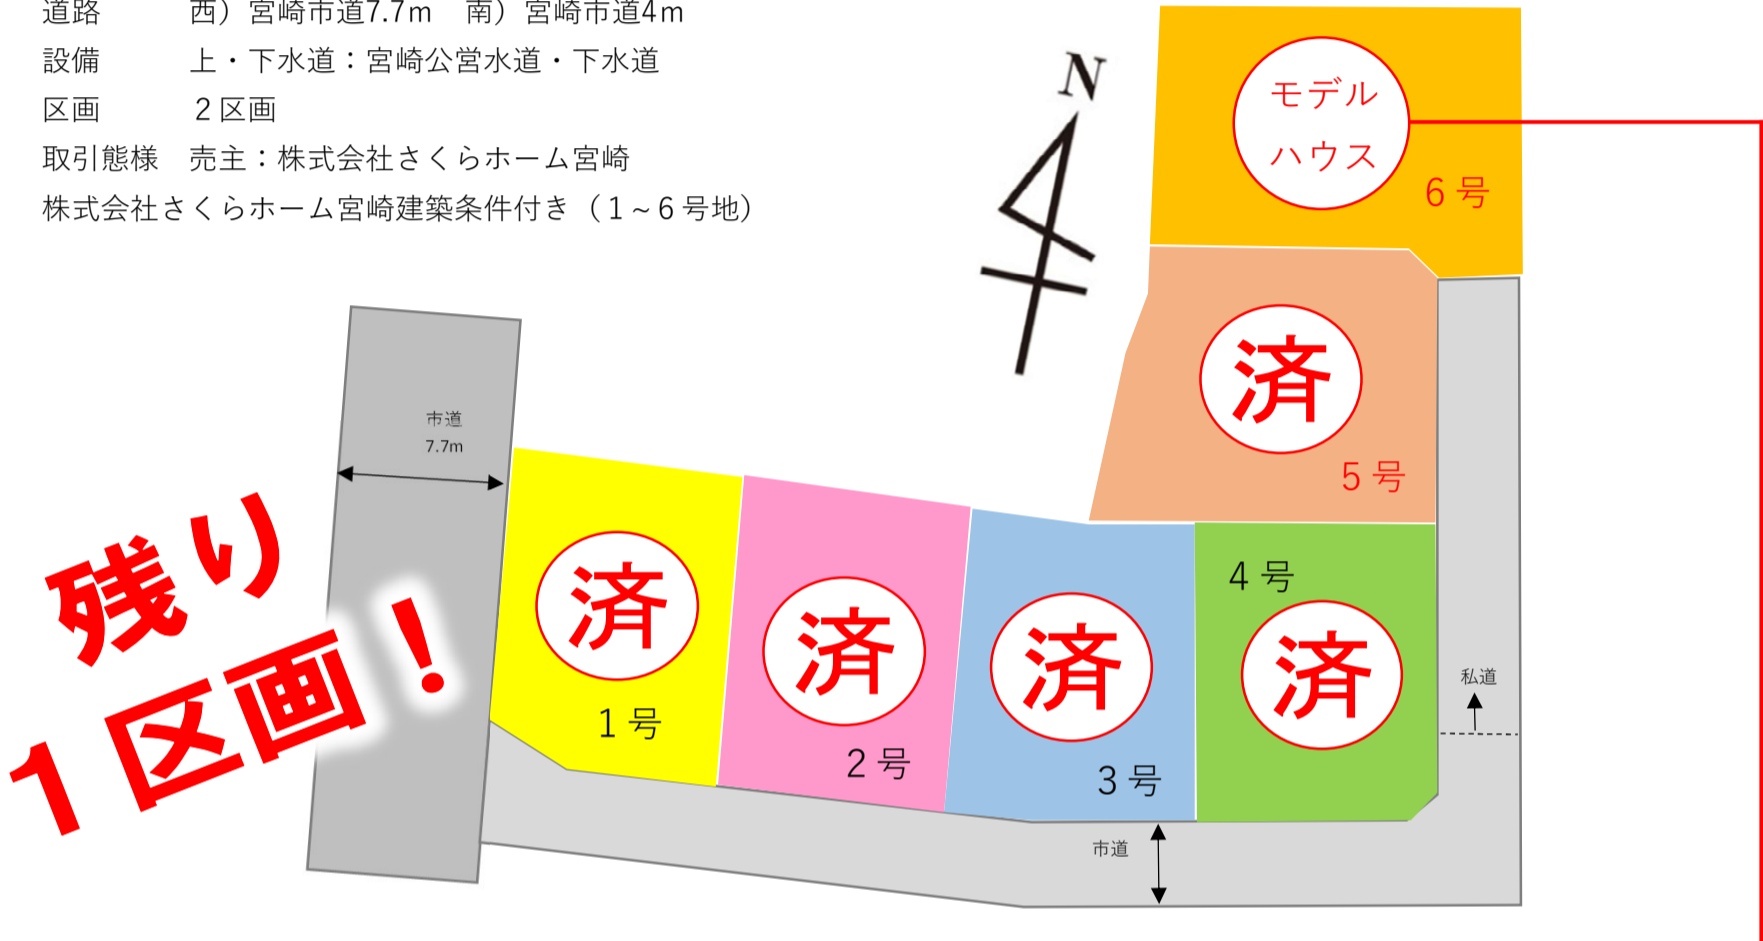 道路 西）宮崎市道7.7m 南）宮崎市道4m
設備 上・下水道：宮崎公営水道・下水道
区画 ２区画
取引態様 売主：株式会社さくらホーム宮崎
株式会社さくらホーム宮崎建築条件付き（１~６号地）
N
モデル
ハウス
６号
済
５号
市道
7.7m
残り
１区画！
済
１号
済
２号
済
３号
４号
済
私道
市道